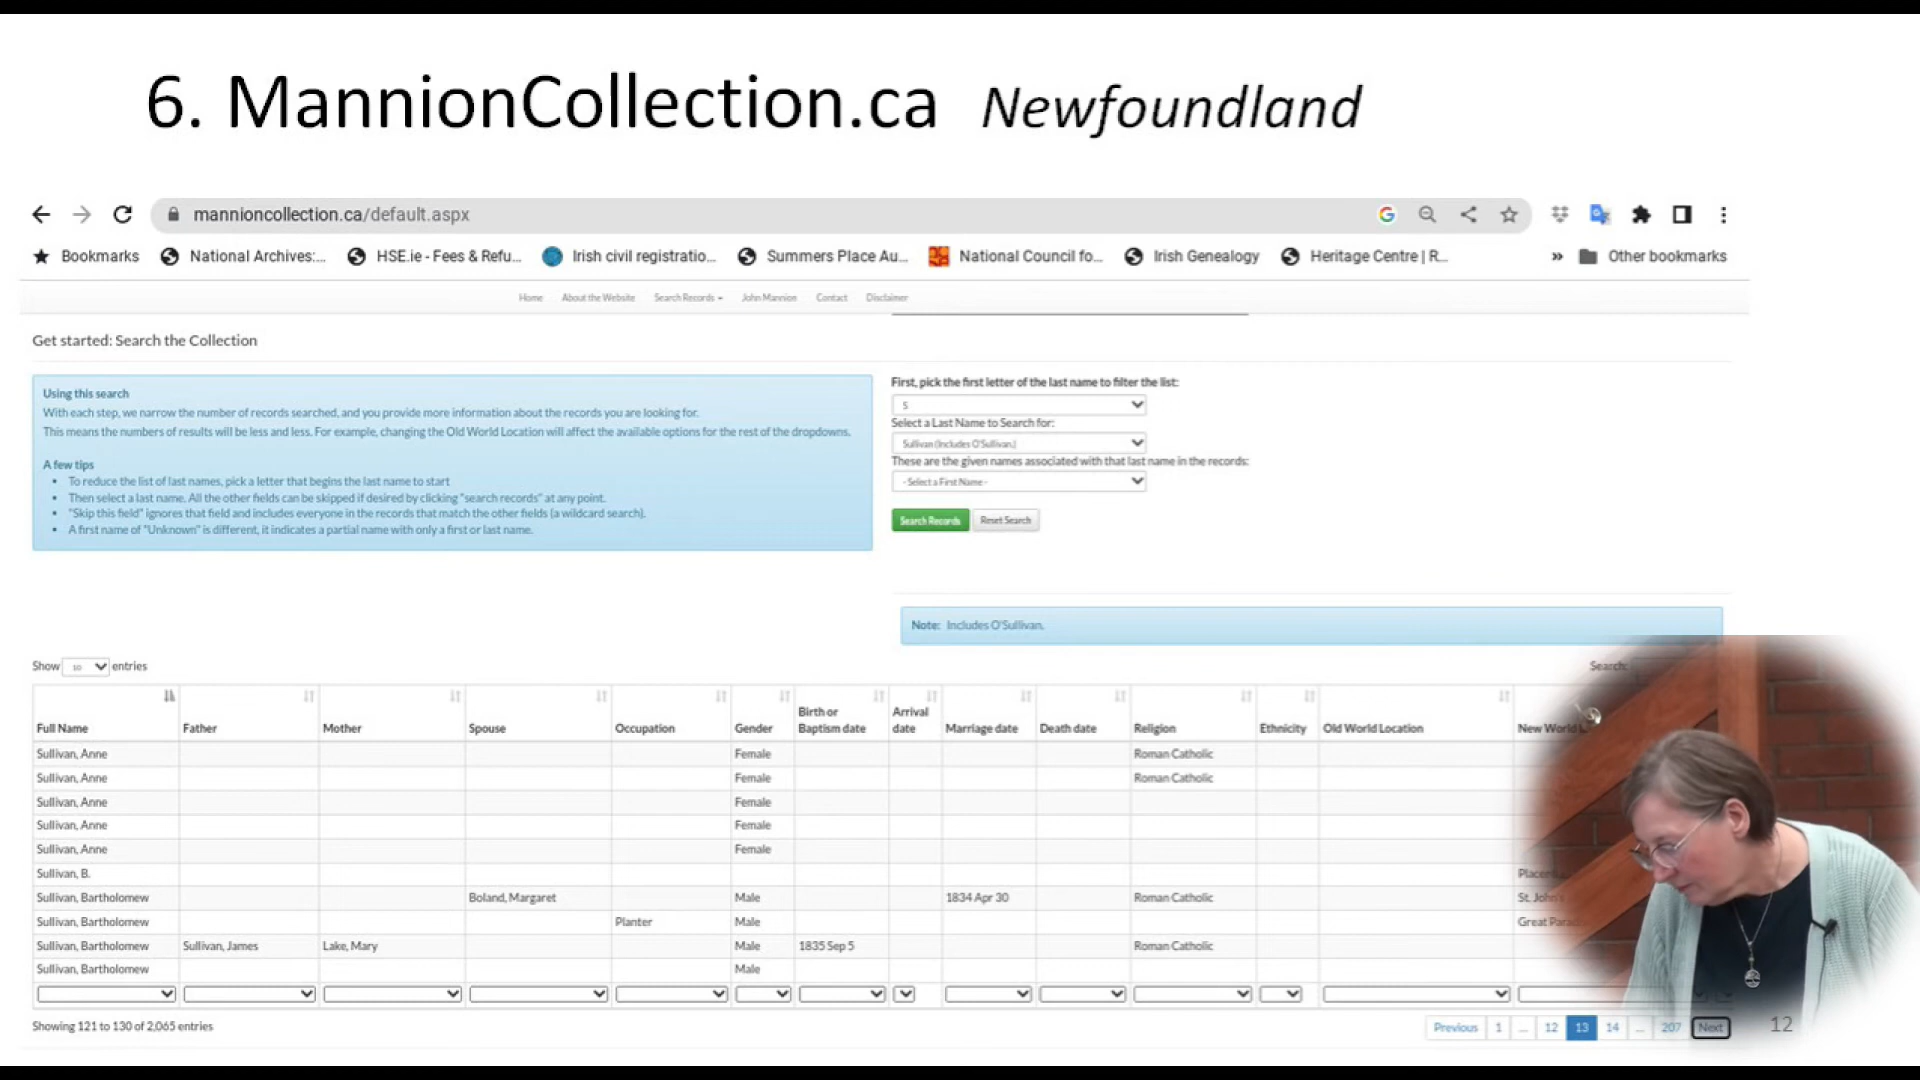 6. MannionCollection.ca Newfoundland
mannioncollection.ca/default.aspx
Bookmarks National Archives:... HSE.ie - Fees & Refu... Irish civil registratio... Summers Place Au... National Council fo... Irish Genealogy Heritage Centre | R... » Other bookmarks
Home About the Website Search Records John Mannion Contact Disclaimer
Get started: Search the Collection
Using this search
With each step, we narrow the number of records searched, and you provide more information about the records you are looking for.
This means the numbers of results will be less and less. For example, changing the Old World Location will affect the available options for the rest of the dropdowns.
A few tips
• To reduce the list of last names, pick a letter that begins the last name to start
• Then select a last name. All the other fields can be skipped if desired by clicking "search records" at any point.
• "Skip this field" ignores that field and includes everyone in the records that match the other fields (a wildcard search).
• A first name of "Unknown" is different, it indicates a partial name with only a first or last name.
First, pick the first letter of the last name to filter the list:
S
Select a Last Name to Search for:
Sullivan (Includes O'Sullivan.)
These are the given names associated with that last name in the records:
- Select a First Name -
Search Records Reset Search
Note: Includes O'Sullivan.
Show 10 entries
Search:
Full Name Father Mother Spouse Occupation Gender Birth or Baptism date Arrival date Marriage date Death date Religion Ethnicity Old World Location New World
Sullivan, Anne Female Roman Catholic
Sullivan, Anne Female Roman Catholic
Sullivan, Anne Female
Sullivan, Anne Female
Sullivan, Anne Female
Sullivan, B.
Sullivan, Bartholomew Boland, Margaret Male 1834 Apr 30 Roman Catholic St. John's
Sullivan, Bartholomew Planter Male Great
Sullivan, Bartholomew Sullivan, James Lake, Mary Male 1835 Sep 5 Roman Catholic
Sullivan, Bartholomew Male
Showing 121 to 130 of 2,065 entries
Previous 1 ... 12 13 14 ... 207 Next
12